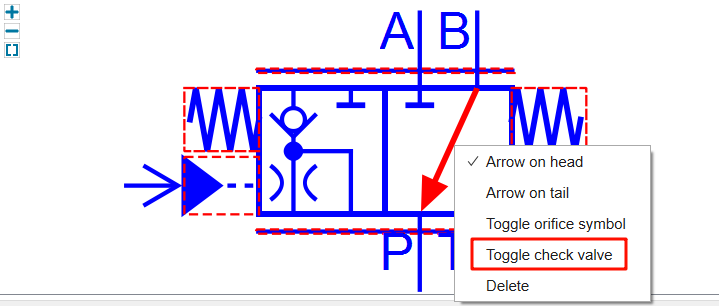 A B
Arrow on head
Arrow on tail
Toggle orifice symbol
P
Toggle check valve
Delete